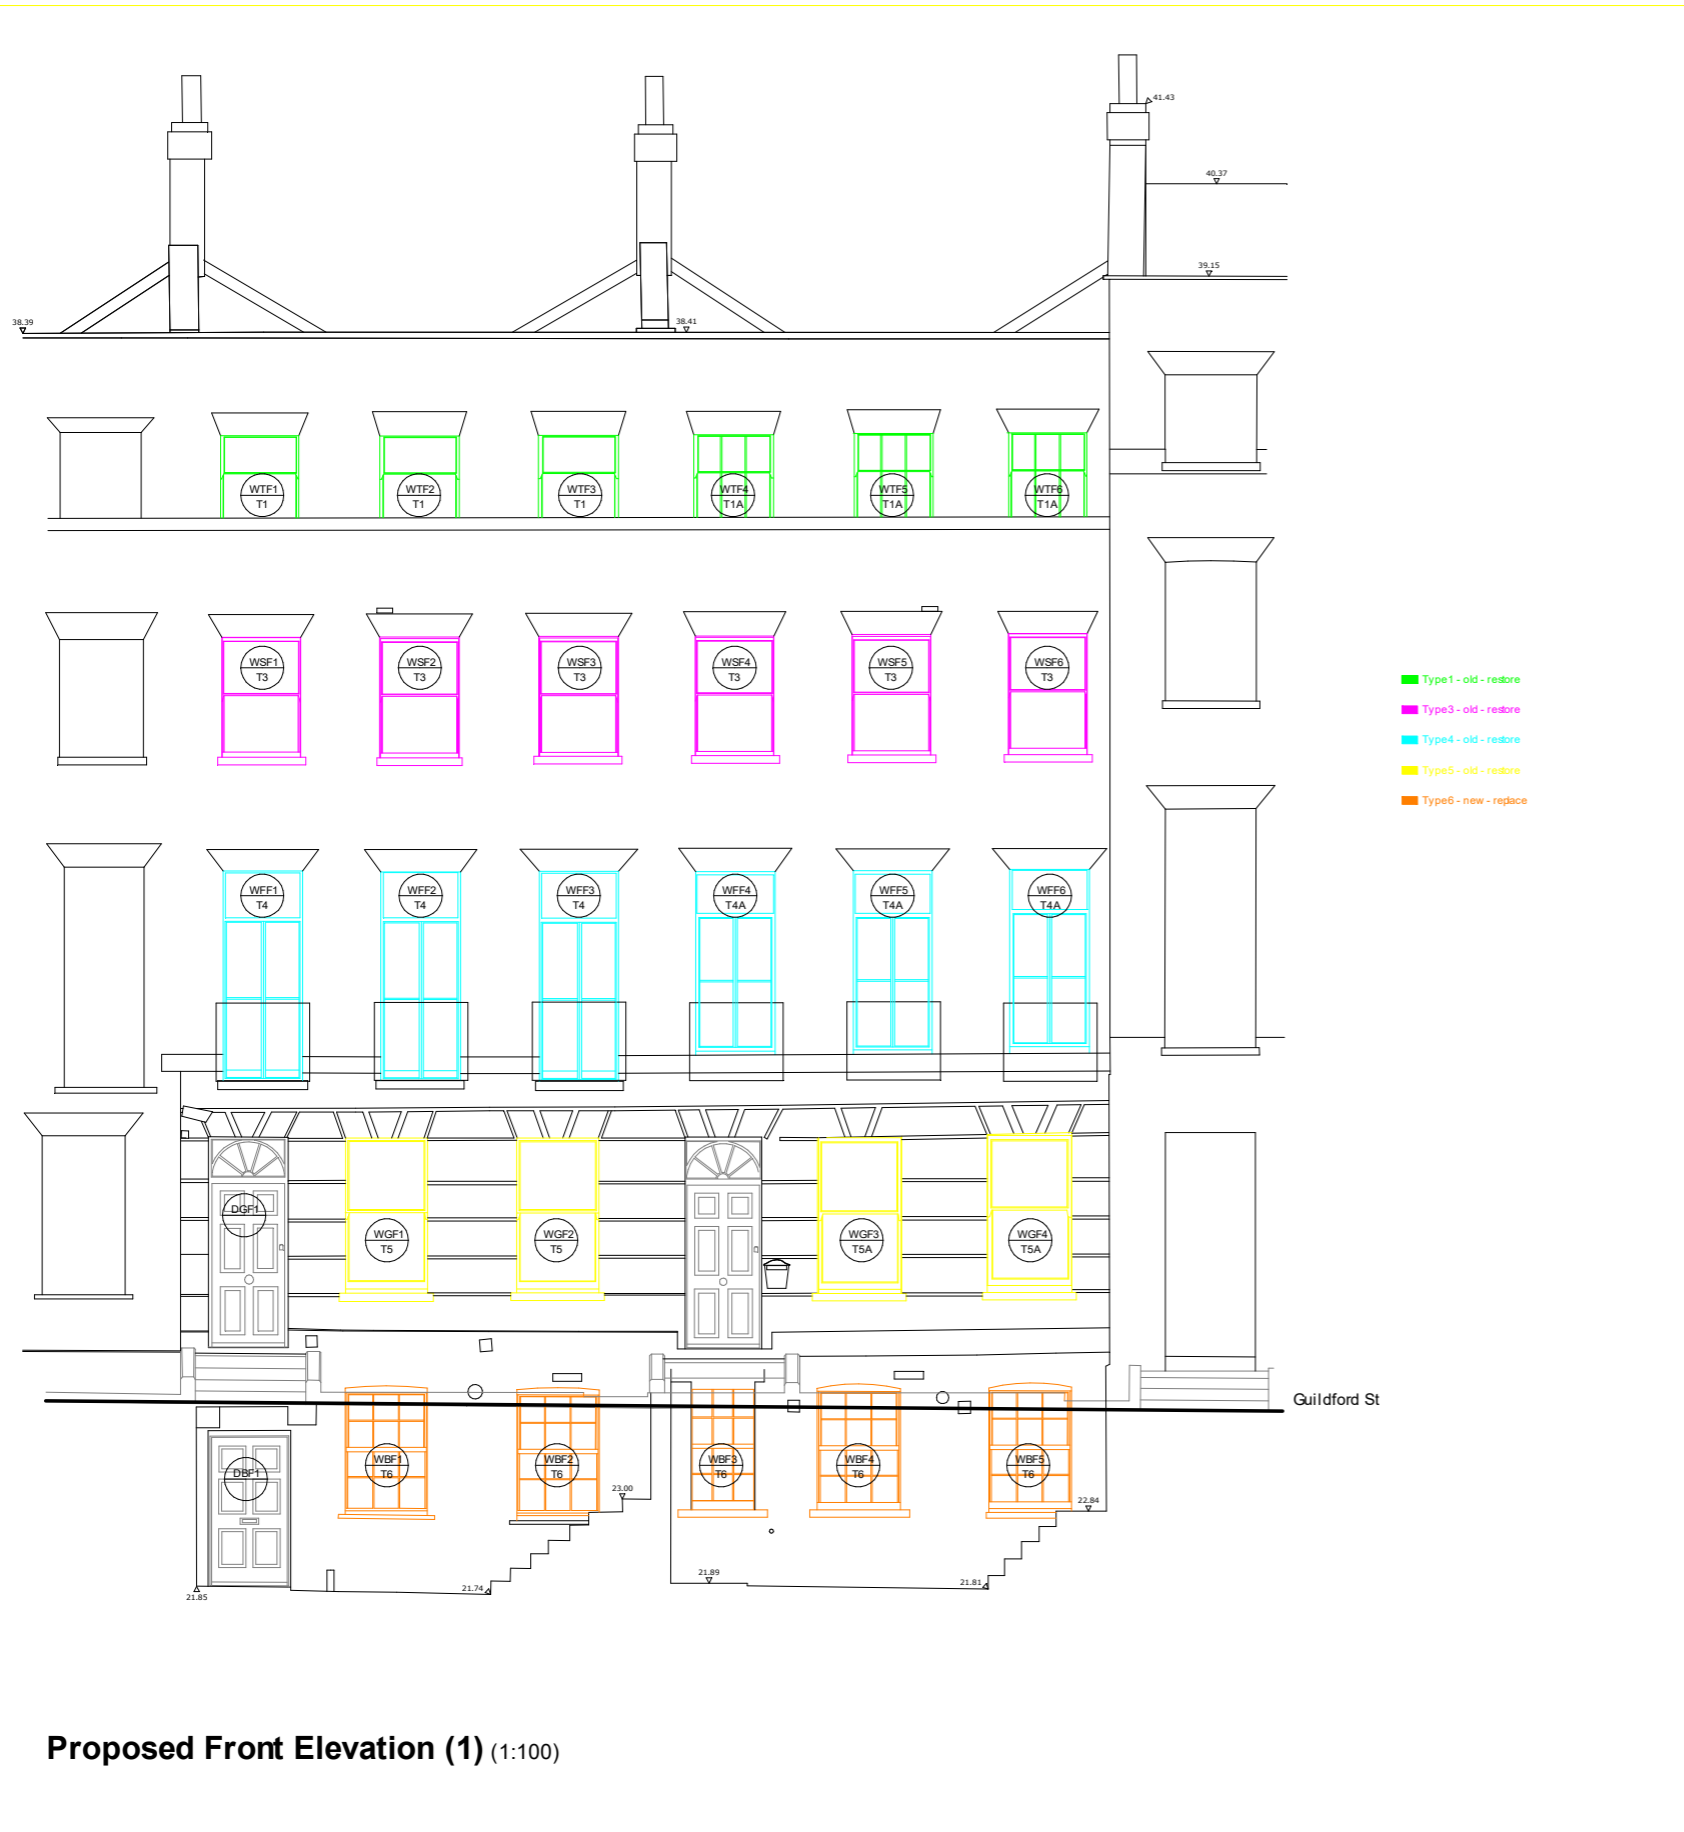 41.43
40.37
39.15
38.39
38.41
WTF1
T1
WTF2
T1
WTF3
T1
WTF4
T1A
WTF5
T1A
WTF6
T1A
WSF1
T3
WSF2
T3
WSF3
T3
WSF4
T3
WSF5
T3
WSF6
T3
Type1 - old - restore
Type3 - old - restore
Type4 - old - restore
Type5 - old - restore
Type6 - new - repace
WFF1
T4
WFF2
T4
WFF3
T4
WFF4
T4A
WFF5
T4A
WFF6
T4A
DGF1
WGF1
T5
WGF2
T5
WGF3
T5A
WGF4
T5A
Guildford St
DBF1
WBF1
T6
WBF2
T6
WBF3
T6
WBF4
T6
WBF5
T6
23.00
22.84
21.85
21.74
21.89
21.81
Proposed Front Elevation (1) (1:100)